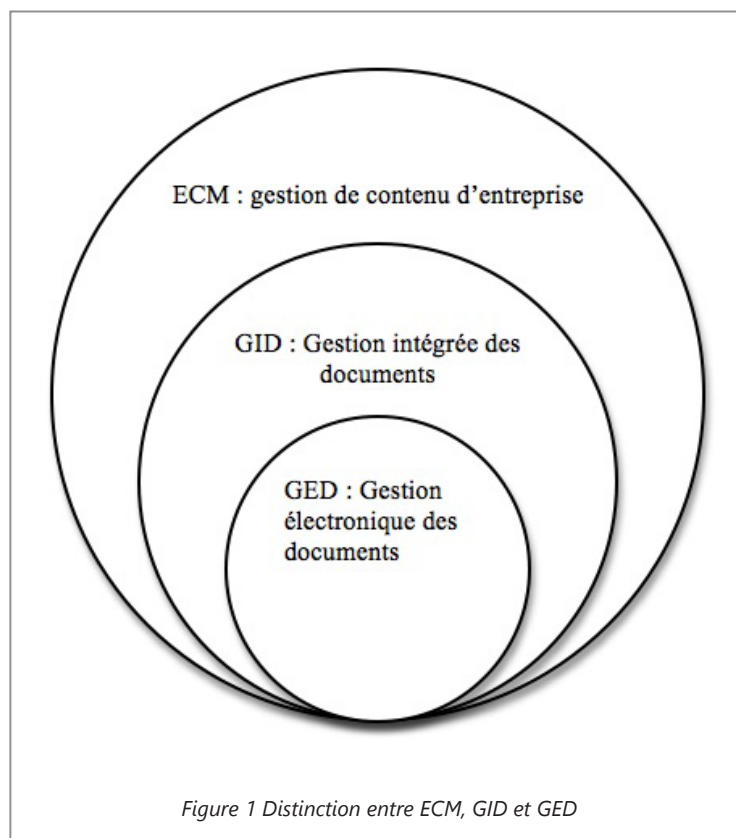 ECM : gestion de contenu d'entreprise
GID : Gestion intégrée des
documents
GED : Gestion
électronique des
documents
Figure 1 Distinction entre ECM, GID et GED